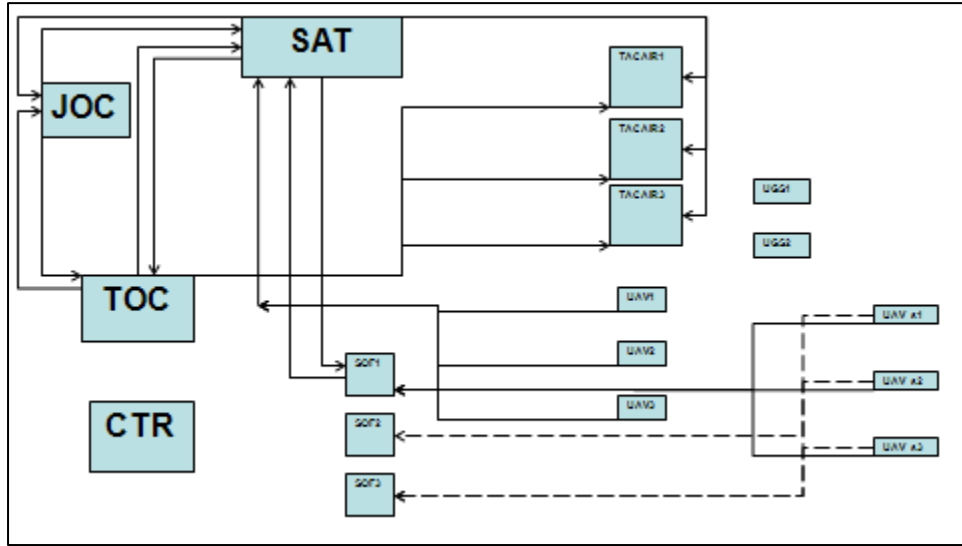 SAT
TACAIR1
JOC
TACAIR2
TACAIR3
UGS1
UGS2
TOC
UAV1
UAV x1
UAV2
SOF1
UAV x2
UAV3
CTR
SOF2
UAV x3
SOF3